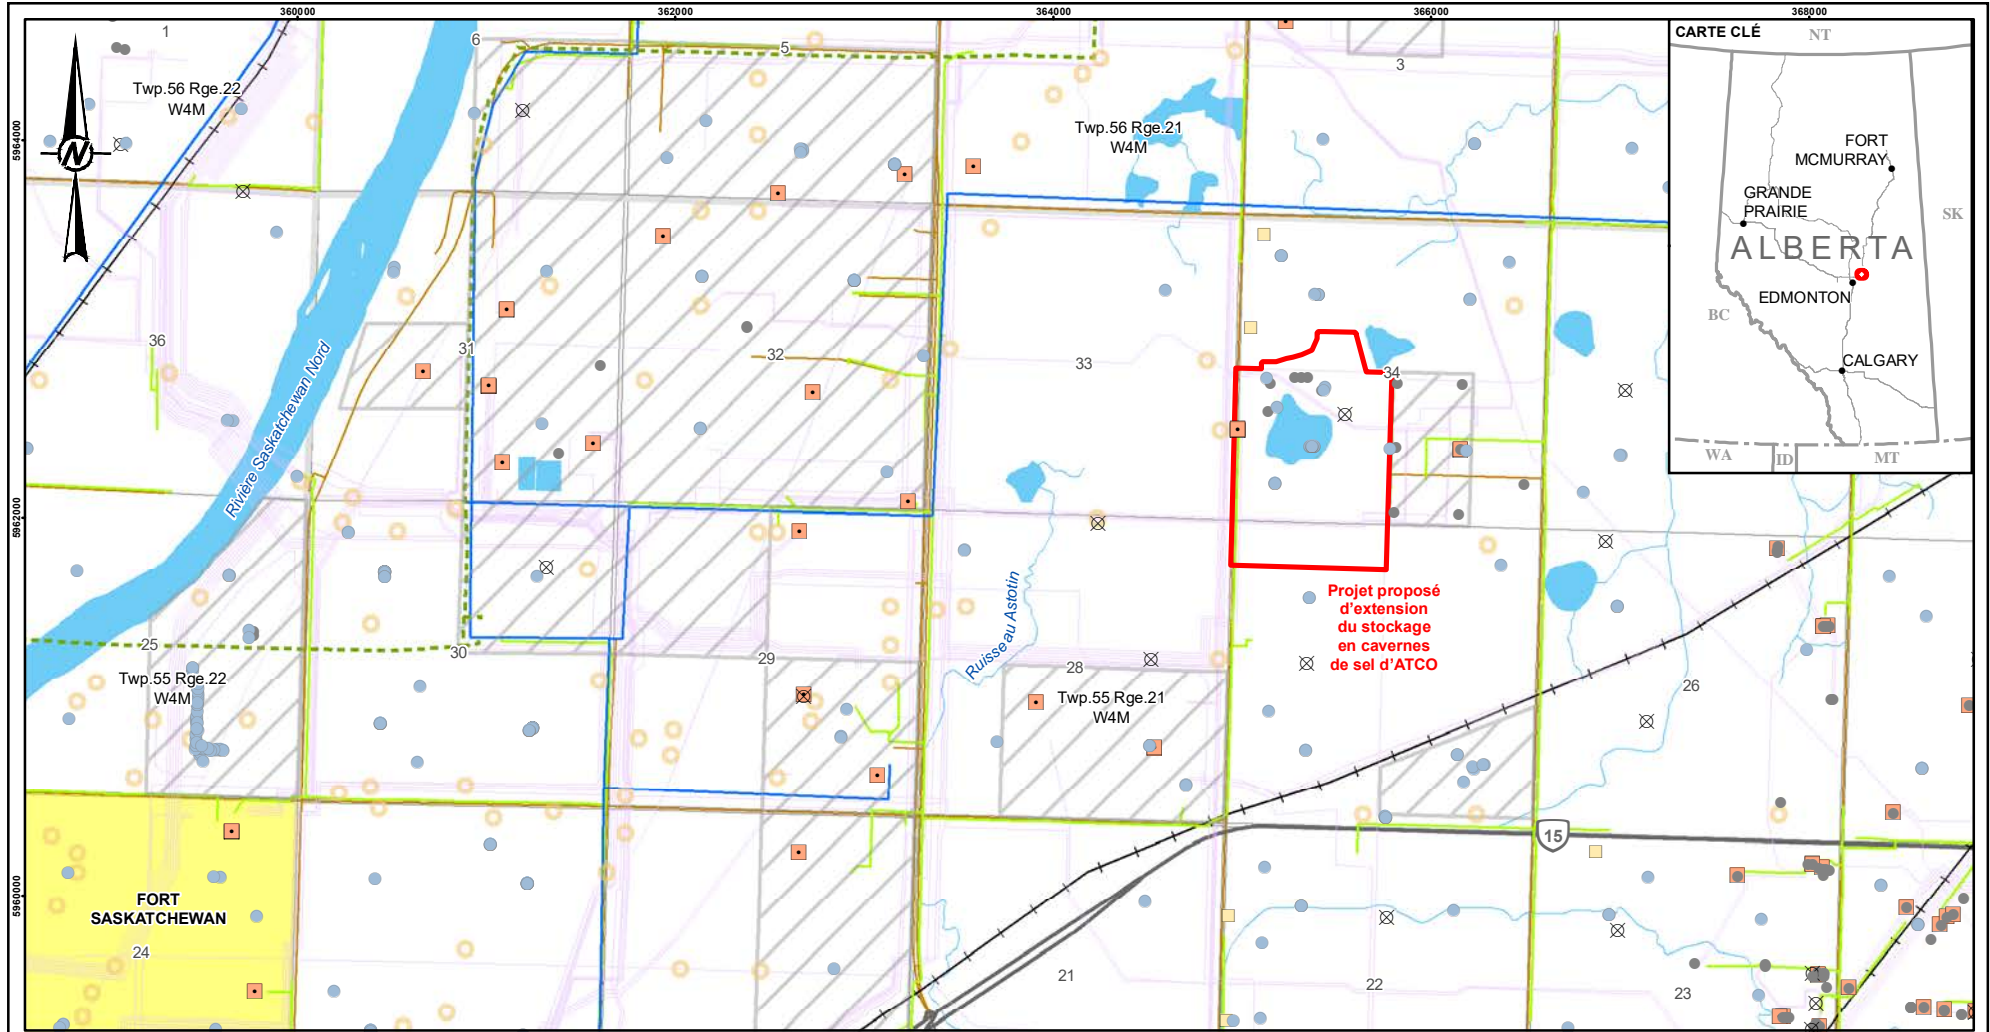 360000
362000
364000
366000
368000
5964000
5962000
5960000
1
6
5
3
Twp.56 Rge.22
W4M
Twp.56 Rge.21
W4M
N
36
31
32
33
34
Rivière Saskatchewan Nord
Ruisseau Astotin
Projet proposé
d'extension
du stockage
en cavernes
de sel d'ATCO
25
30
29
28
26
Twp.55 Rge.22
W4M
Twp.55 Rge.21
W4M
15
FORT
SASKATCHEWAN
24
21
22
23
CARTE CLÉ
NT
FORT
MCMURRAY
GRANDE
PRAIRIE
SK
ALBERTA
EDMONTON
BC
CALGARY
WA
ID
MT